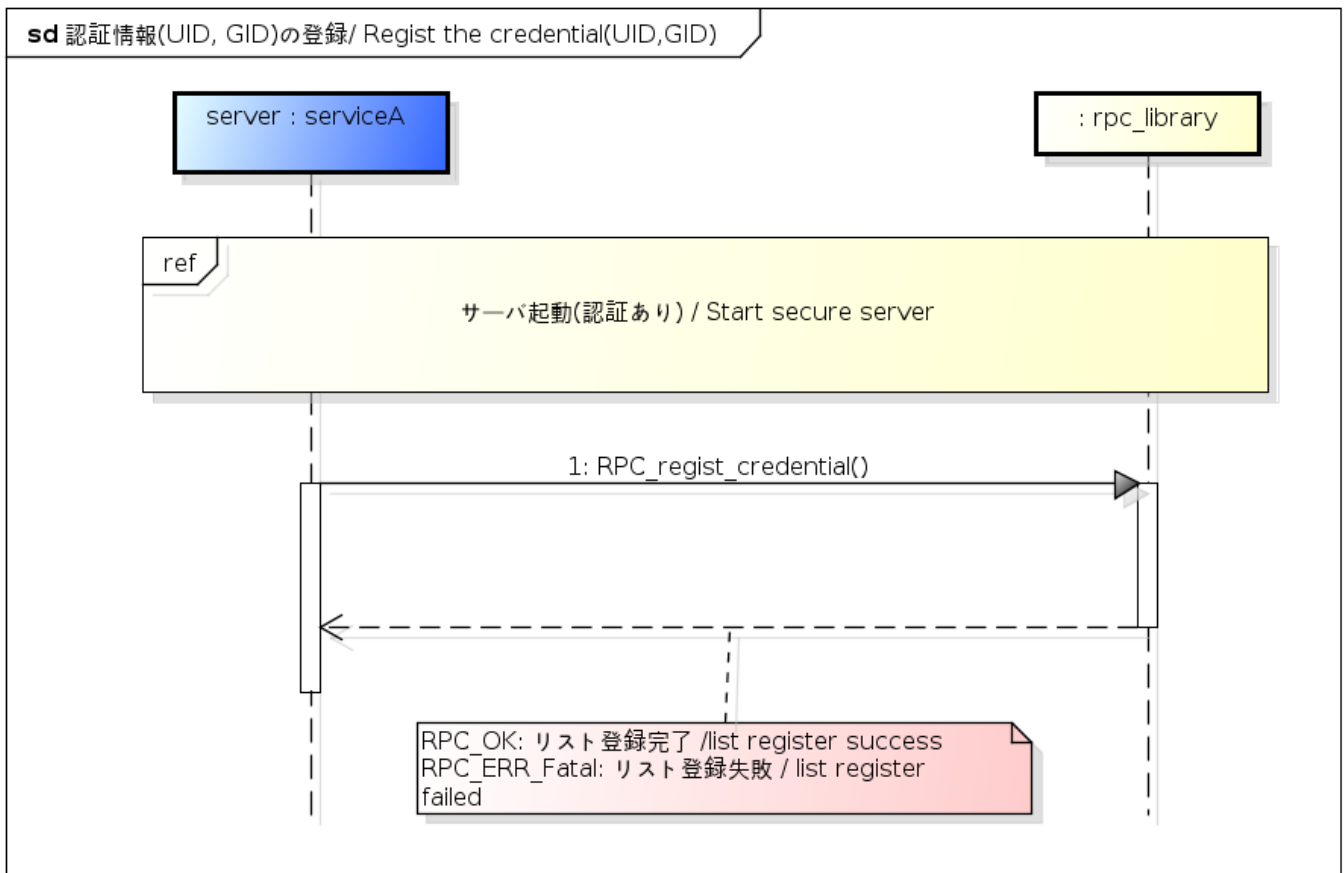 sd 認証情報(UID, GID)の登録/ Regist the credential(UID,GID)
server : serviceA
: rpc_library
ref
サーバ起動(認証あり) / Start secure server
1: RPC_regist_credential()
RPC_OK: リスト登録完了 /list register success
RPC_ERR_Fatal: リスト登録失敗 / list register
failed